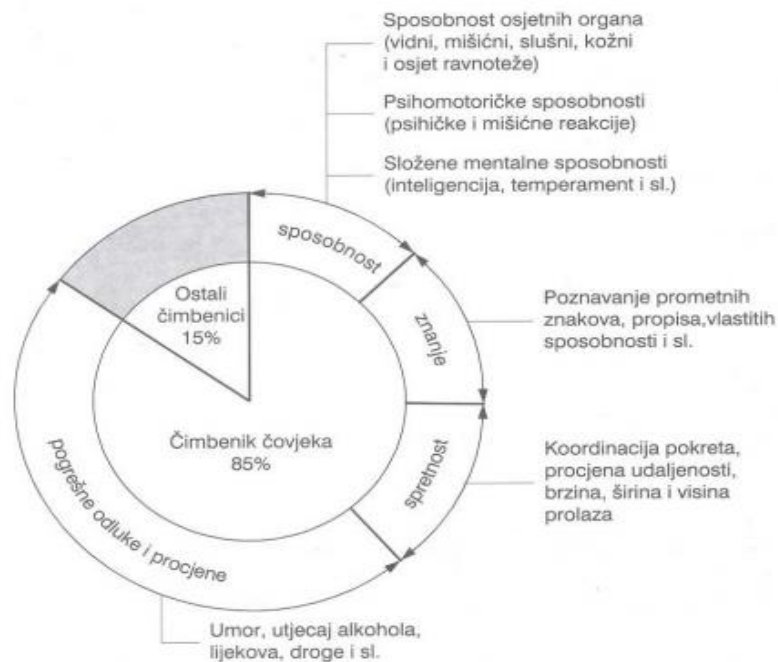 Sposobnost osjetnih organa
(vidni, mišićni, slušni, kožni
i osjet ravnoteže)
Psihomotoričke sposobnosti
(psihičke i mišićne reakcije)
Složene mentalne sposobnosti
(inteligencija, temperament i sl.)
sposobnost
Ostali
čimbenici
15%
znanje
Poznavanje prometnih
znakova, propisa,vlastitih
sposobnosti i sl.
Čimbenik čovjeka
85%
spretnost
Koordinacija pokreta,
procjena udaljenosti,
brzina, širina i visina
prolaza
pogrešne odluke i procjene
Umor, utjecaj alkohola,
lijekova, droge i sl.